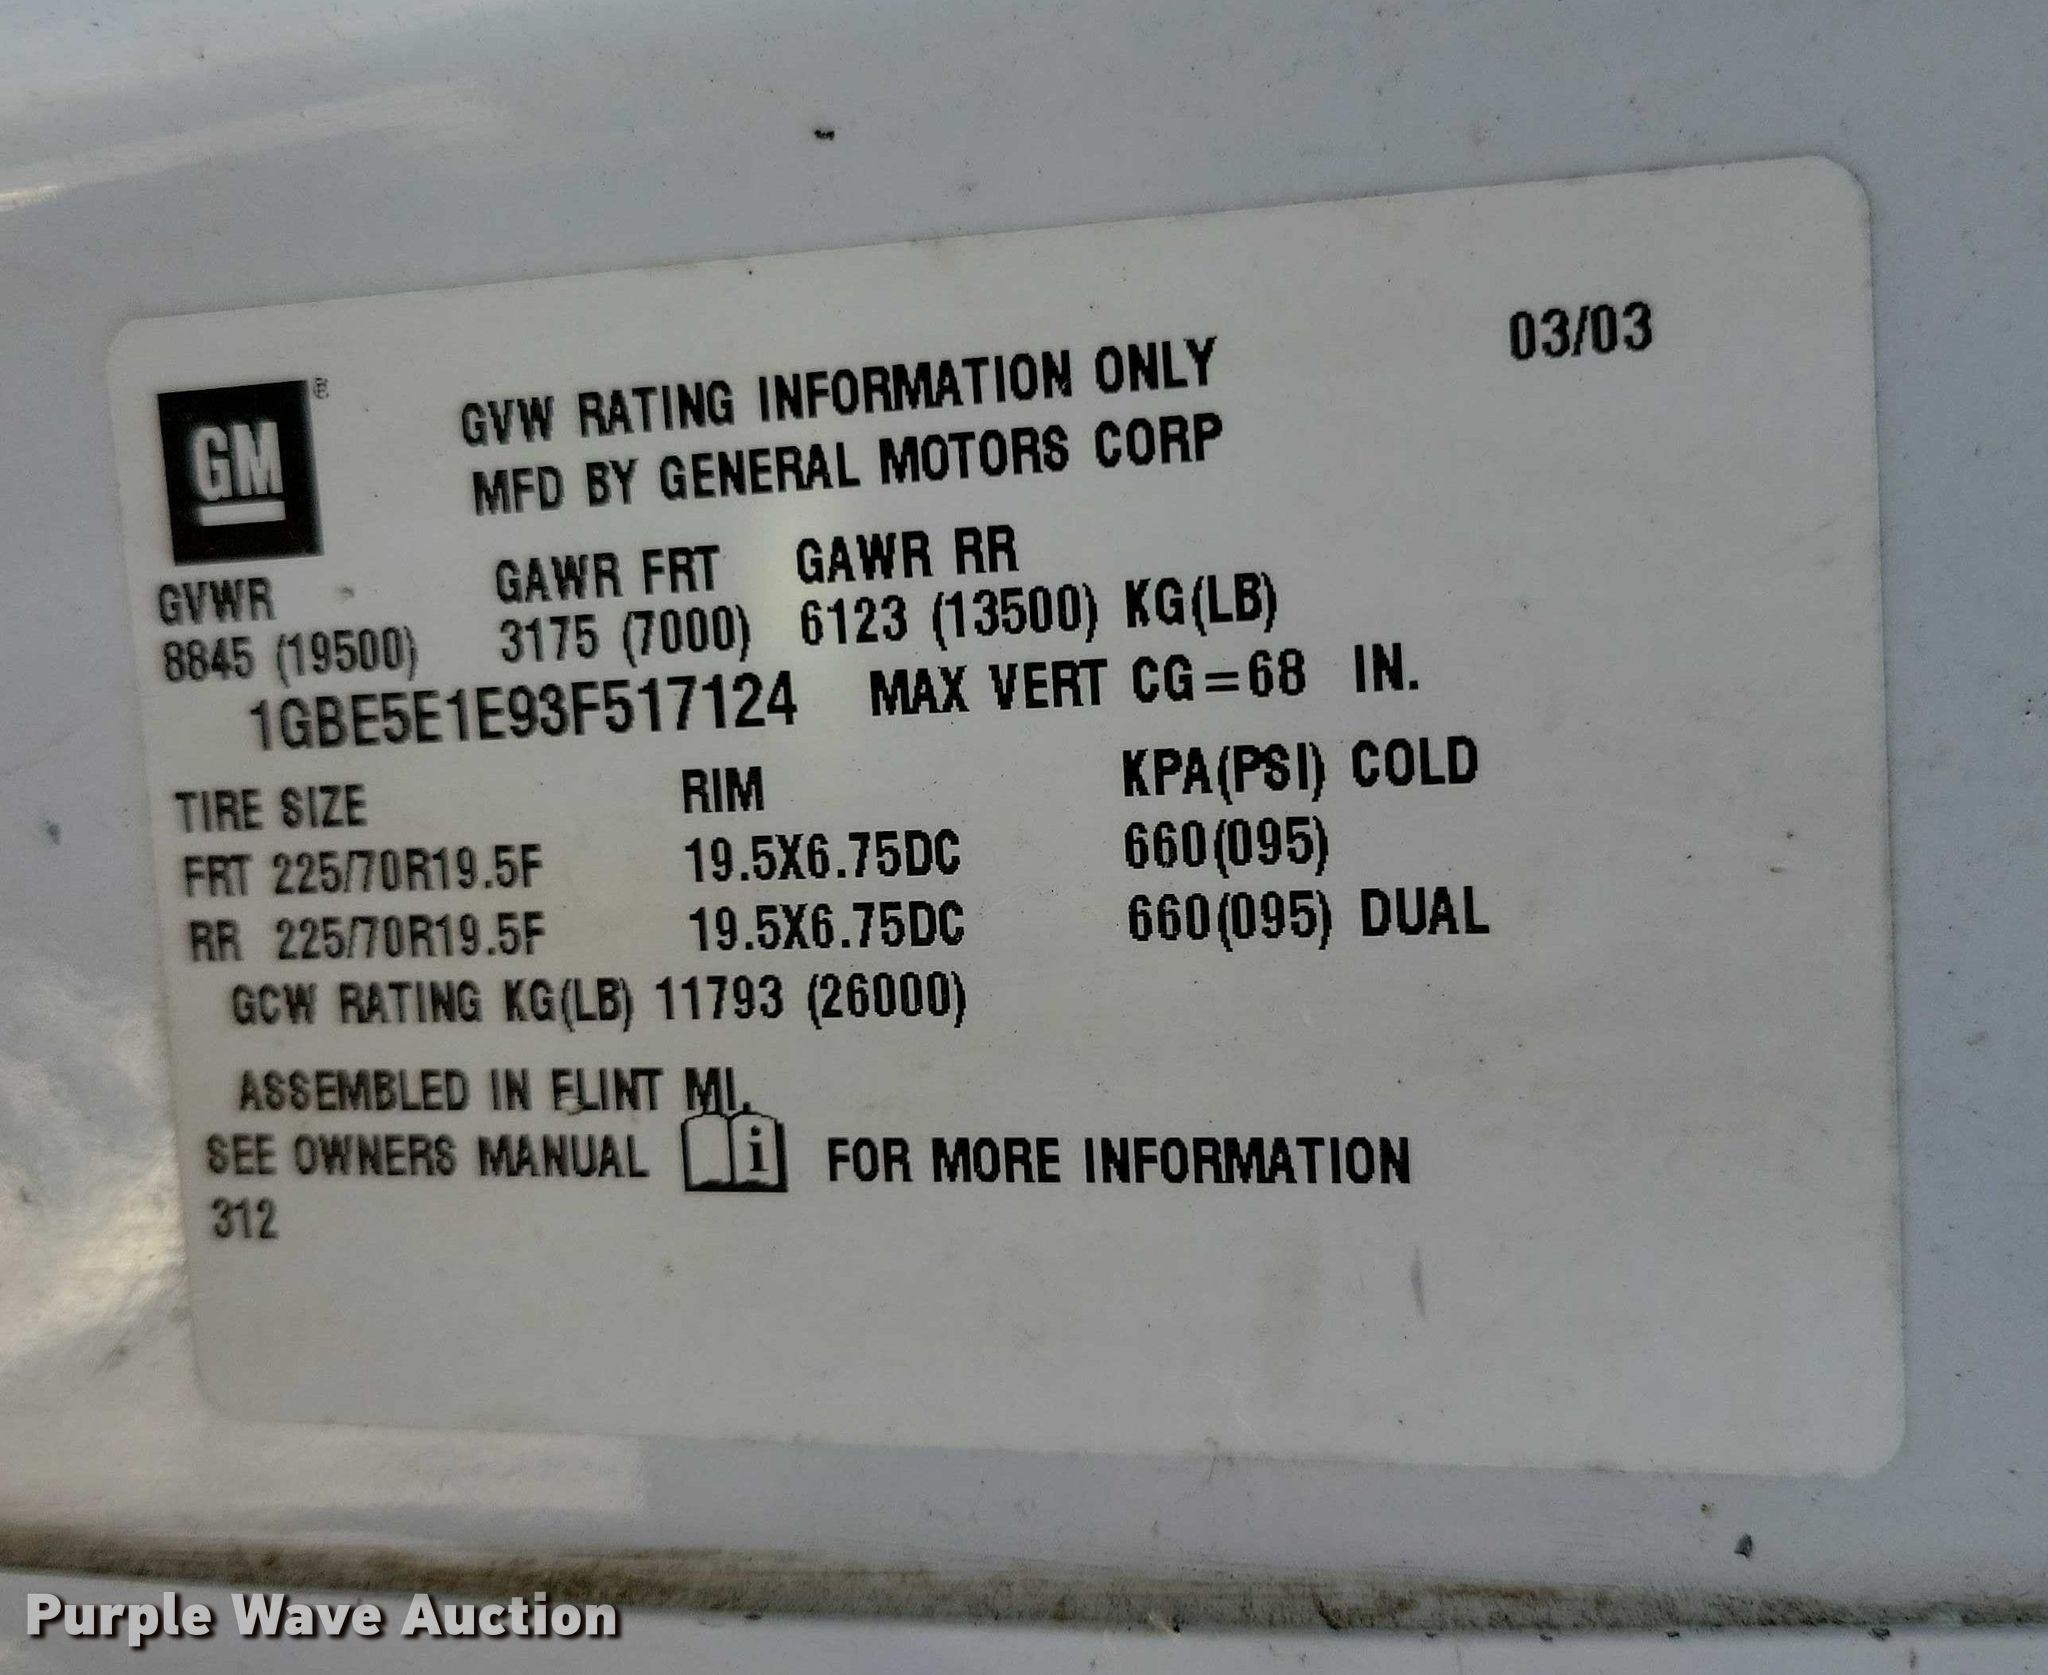 03/03
GM ®
GVW RATING INFORMATION ONLY
MFD BY GENERAL MOTORS CORP
GVWR GAWR FRT GAWR RR
8845 (19500) 3175 (7000) 6123 (13500) KG(LB)
1GBE5E1E93F517124 MAX VERT CG=68 IN.
TIRE SIZE RIM KPA(PSI) COLD
FRT 225/70R19.5F 19.5X6.75DC 660(095)
RR 225/70R19.5F 19.5X6.75DC 660(095) DUAL
GCW RATING KG(LB) 11793 (26000)
ASSEMBLED IN FLINT MI.
SEE OWNERS MANUAL i FOR MORE INFORMATION
312
Purple Wave Auction